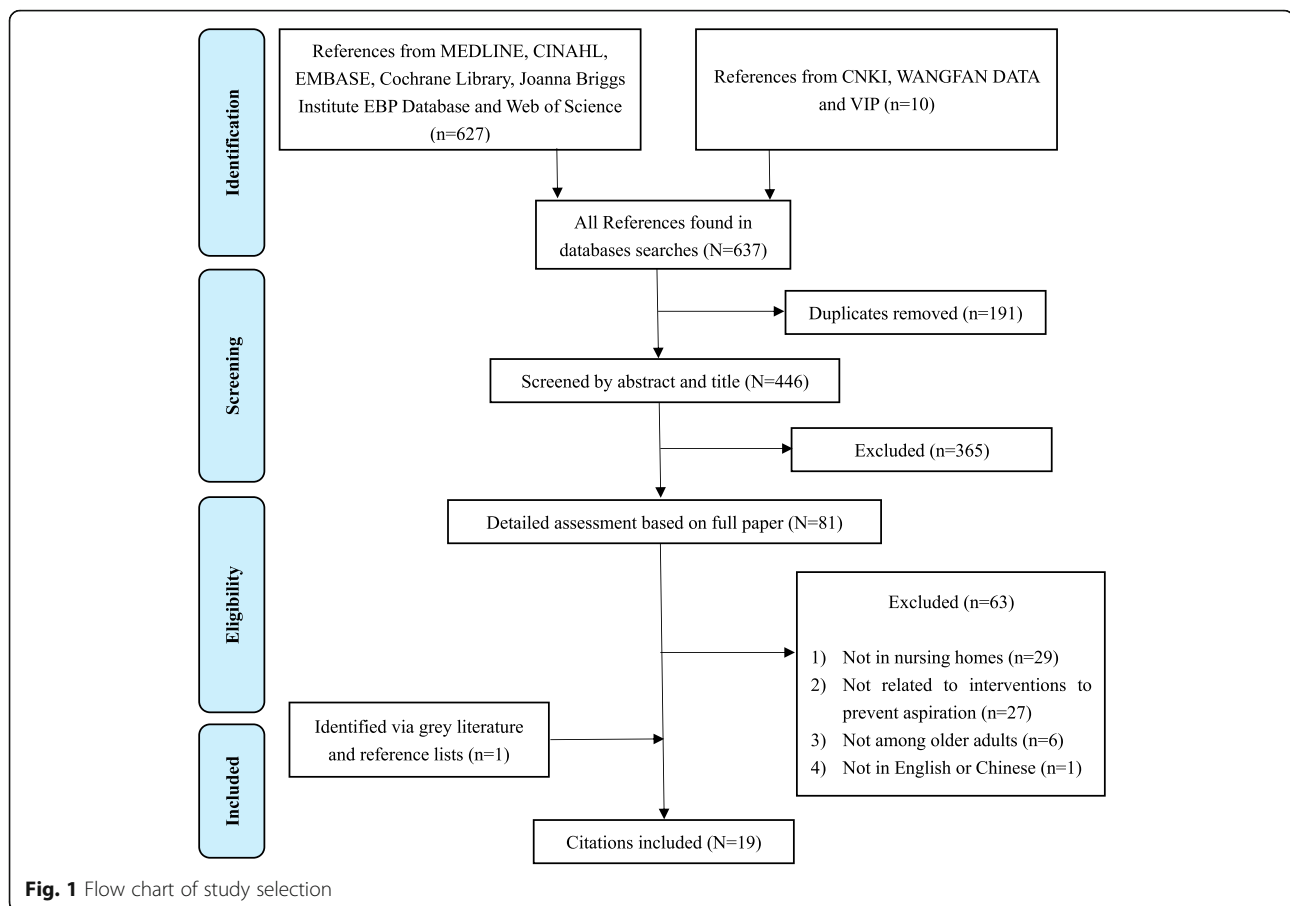 Identification
References from MEDLINE, CINAHL,
EMBASE, Cochrane Library, Joanna Briggs
Institute EBP Database and Web of Science
(n=627)
References from CNKI, WANGFAN DATA
and VIP (n=10)
All References found in
databases searches (N=637)
Screening
Duplicates removed (n=191)
Screened by abstract and title (N=446)
Excluded (n=365)
Eligibility
Detailed assessment based on full paper (N=81)
Excluded (n=63)
1) Not in nursing homes (n=29)
2) Not related to interventions to
prevent aspiration (n=27)
3) Not among older adults (n=6)
4) Not in English or Chinese (n=1)
Identified via grey literature
and reference lists (n=1)
Included
Citations included (N=19)
Fig. 1 Flow chart of study selection